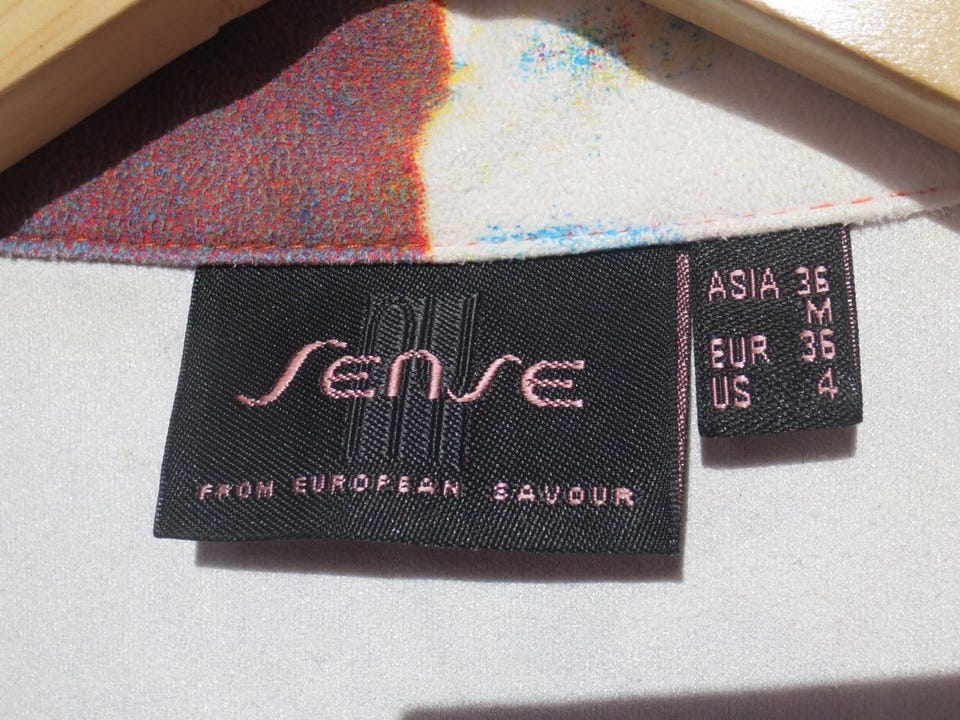 Sense
FROM EUROPEAN SAVOUR
ASIA 36
M
EUR 36
US 4